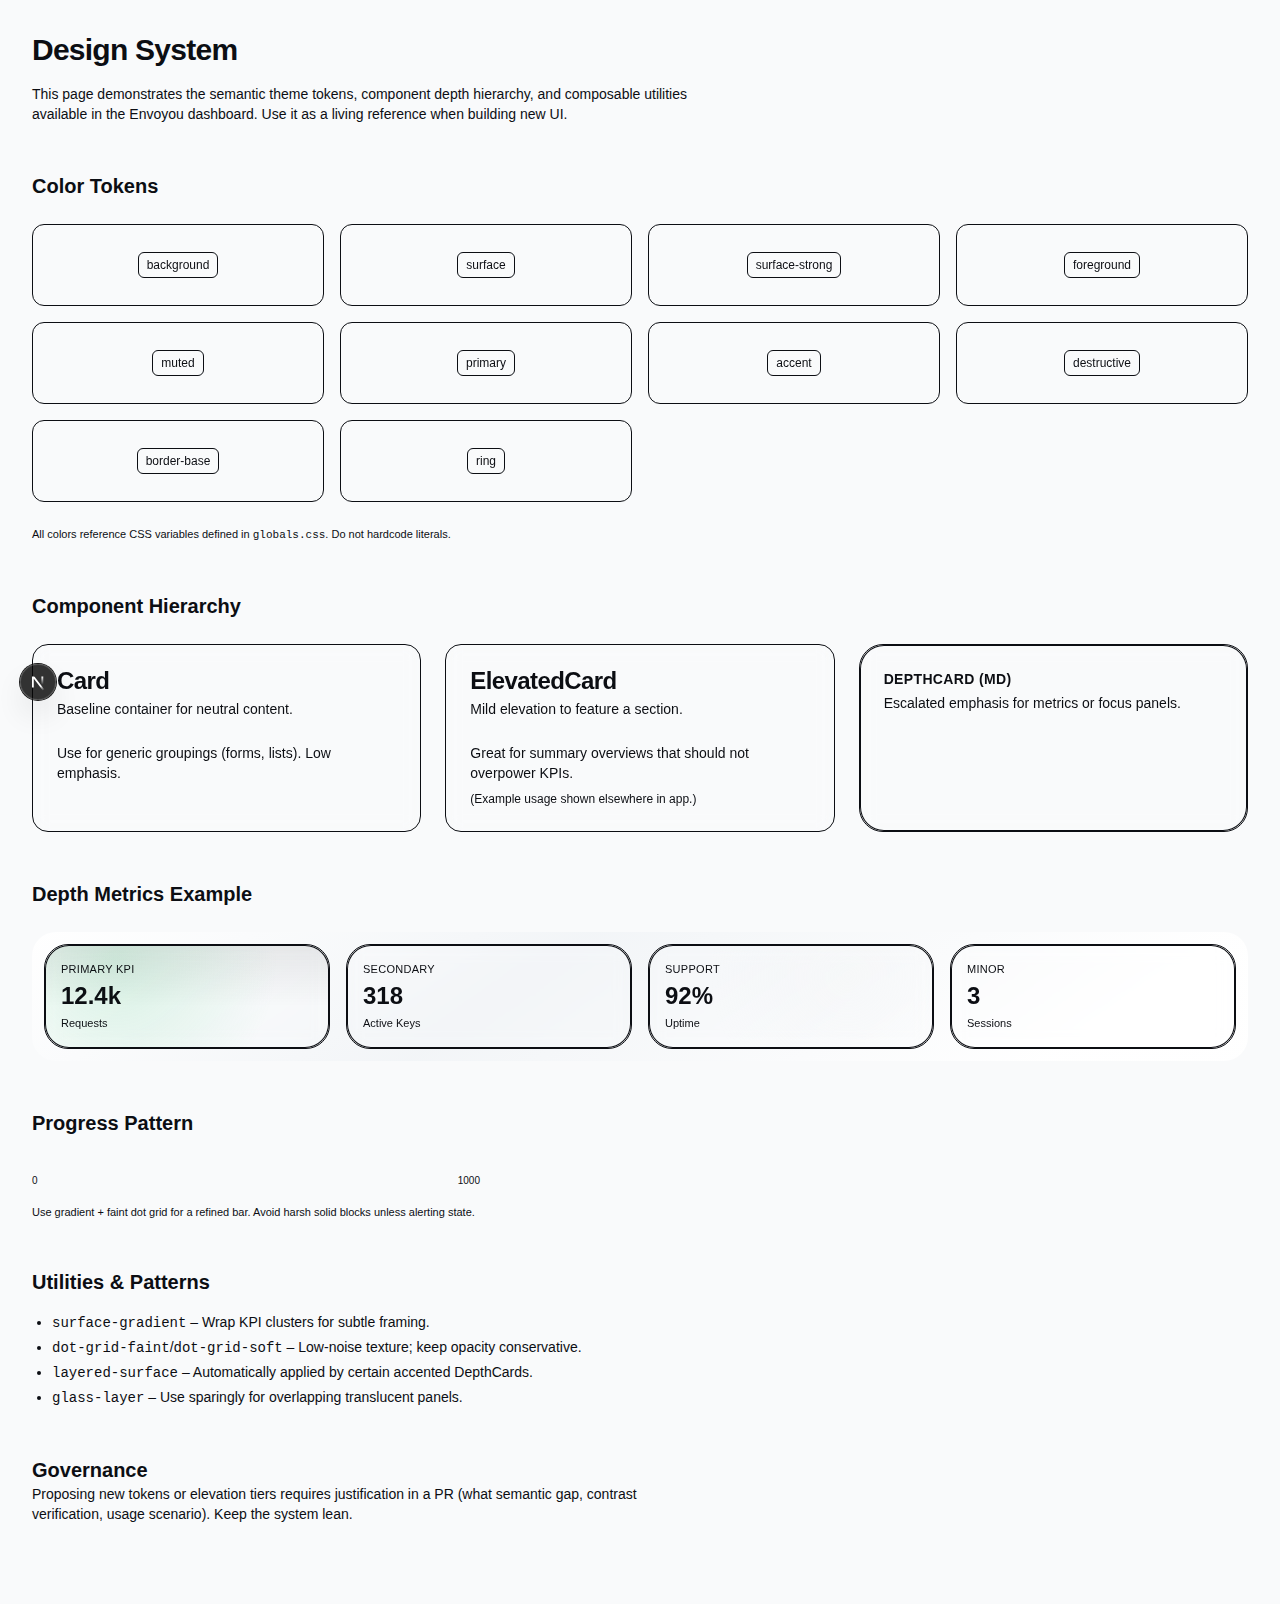 Design System
This page demonstrates the semantic theme tokens, component depth hierarchy, and composable utilities
available in the Envoyou dashboard. Use it as a living reference when building new UI.
Color Tokens
background
surface
surface-strong
foreground
muted
primary
accent
destructive
border-base
ring
All colors reference CSS variables defined in globals.css. Do not hardcode literals.
Component Hierarchy
N
Card
Baseline container for neutral content.
Use for generic groupings (forms, lists). Low
emphasis.
ElevatedCard
Mild elevation to feature a section.
Great for summary overviews that should not
overpower KPIs.
(Example usage shown elsewhere in app.)
DEPTHCARD (MD)
Escalated emphasis for metrics or focus panels.
Depth Metrics Example
PRIMARY KPI
12.4k
Requests
SECONDARY
318
Active Keys
SUPPORT
92%
Uptime
MINOR
3
Sessions
Progress Pattern
0
1000
Use gradient + faint dot grid for a refined bar. Avoid harsh solid blocks unless alerting state.
Utilities & Patterns
• surface-gradient – Wrap KPI clusters for subtle framing.
• dot-grid-faint/dot-grid-soft – Low-noise texture; keep opacity conservative.
• layered-surface – Automatically applied by certain accented DepthCards.
• glass-layer – Use sparingly for overlapping translucent panels.
Governance
Proposing new tokens or elevation tiers requires justification in a PR (what semantic gap, contrast
verification, usage scenario). Keep the system lean.